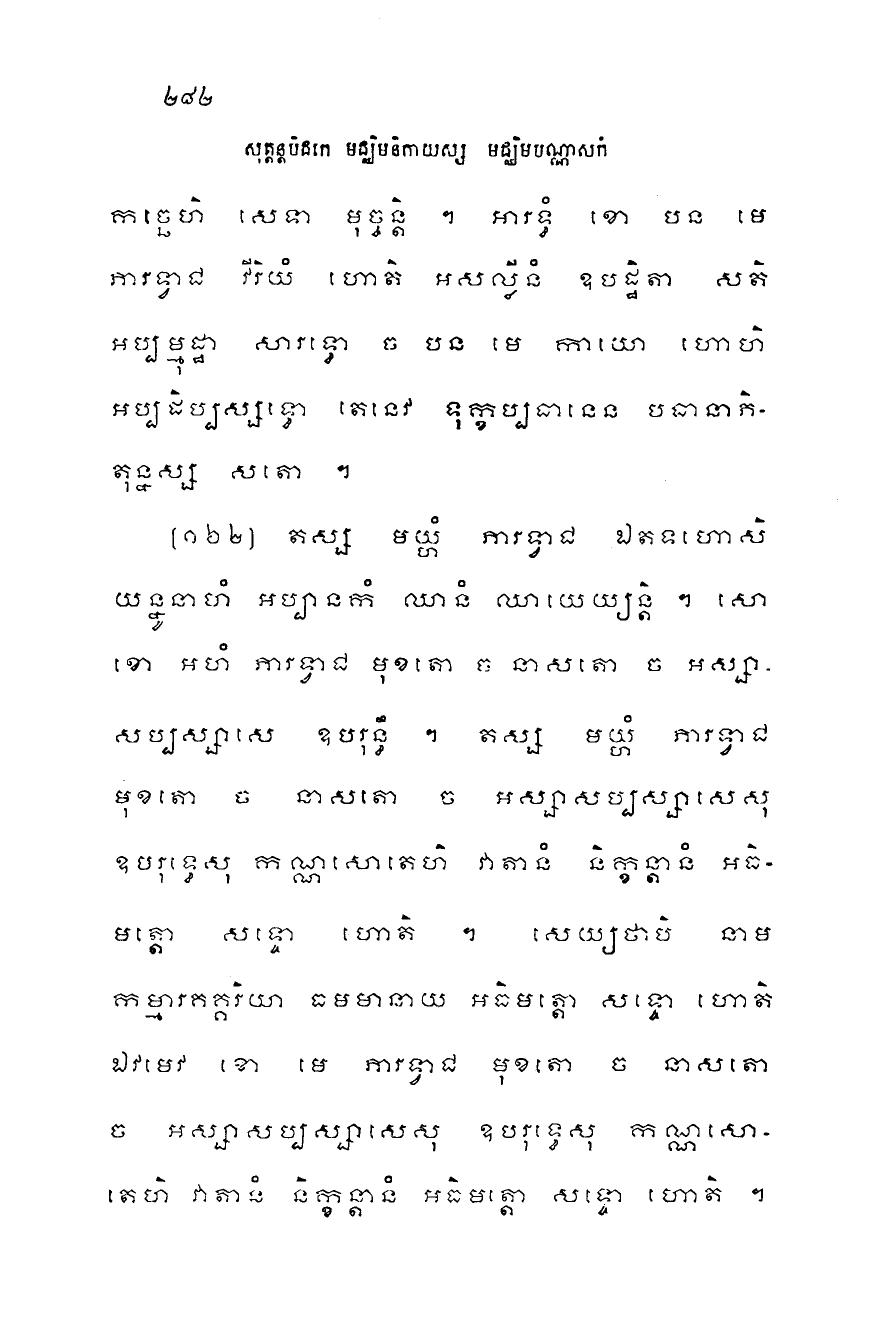 ២៨២
សុត្តន្តបិដកេ មជ្ឈិមនិកាយស្ស មជ្ឈិមបណ្ណាសកំ
កច្ឆេហិ សេទា មុច្ចន្តិ ។ អារទ្ធំ ខោ បន មេ
ភារទ្វាជ វីរិយំ ហោតិ អសល្លីនំ ឧបដ្ឋិតា សតិ
អប្បម្មុដ្ឋា សារទ្ធោ ច បន មេ កាយោ ហោហិ
អប្បដិប្បស្សទ្ធោ តេនេវ ទុក្ខប្បធានេន បធានាភិ-
តុន្នស្ស សតោ ។
[១៦២] តស្ស មយ្ហំ ភារទ្វាជ ឯតទហោសិ
យន្នូនាហំ អប្បានកំ ឈានំ ឈាយេយ្យន្តិ ។ សោ
ខោ អហំ ភារទ្វាជ មុខតោ ច នាសតោ ច អស្សា-
សប្បស្សាសេ ឧបរុន្ធឹ ។ តស្ស មយ្ហំ ភារទ្វាជ
មុខតោ ច នាសតោ ច អស្សាសប្បស្សាសេសុ
ឧបរុទ្ធេសុ កណ្ណសោតេហិ វាតានំ និក្ខន្តានំ អធិ-
មត្តោ សទ្ទោ ហោតិ ។ សេយ្យថាបិ នាម
កម្មារគគ្គរិយា ធមមានាយ អធិមត្តោ សទ្ទោ ហោតិ
ឯវមេវ ខោ មេ ភារទ្វាជ មុខតោ ច នាសតោ
ច អស្សាសប្បស្សាសេសុ ឧបរុទ្ធេសុ កណ្ណសោ-
តេហិ វាតានំ និក្ខន្តានំ អធិមត្តោ សទ្ទោ ហោតិ ។